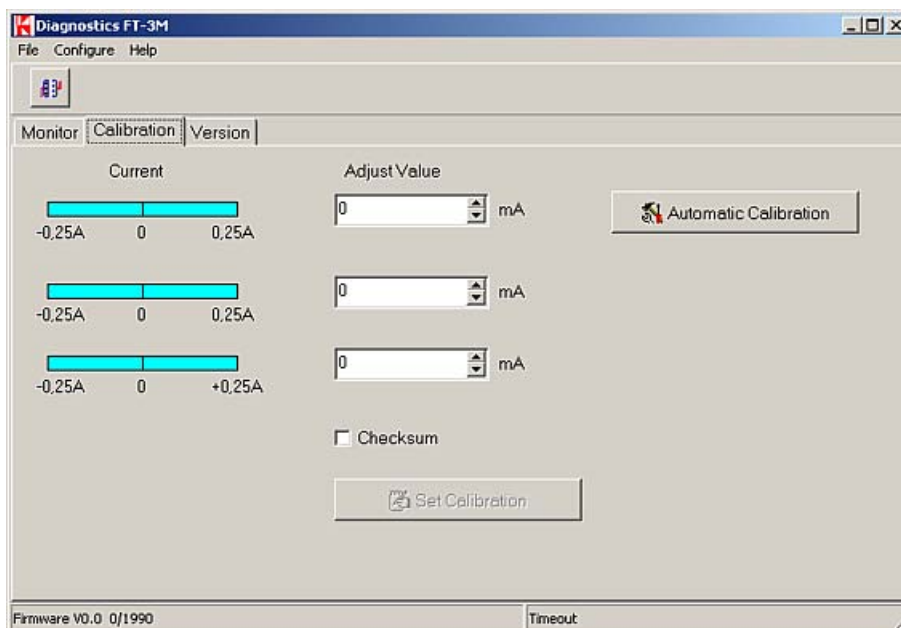 Diagnostics FT-3M
File Configure Help
Monitor Calibration Version
Current Adjust Value
0 mA Automatic Calibration
-0,25A 0 0,25A
0 mA
-0,25A 0 0,25A
0 mA
-0,25A 0 +0,25A
Checksum
Set Calibration
Firmware V0.0 0/1990 Timeout